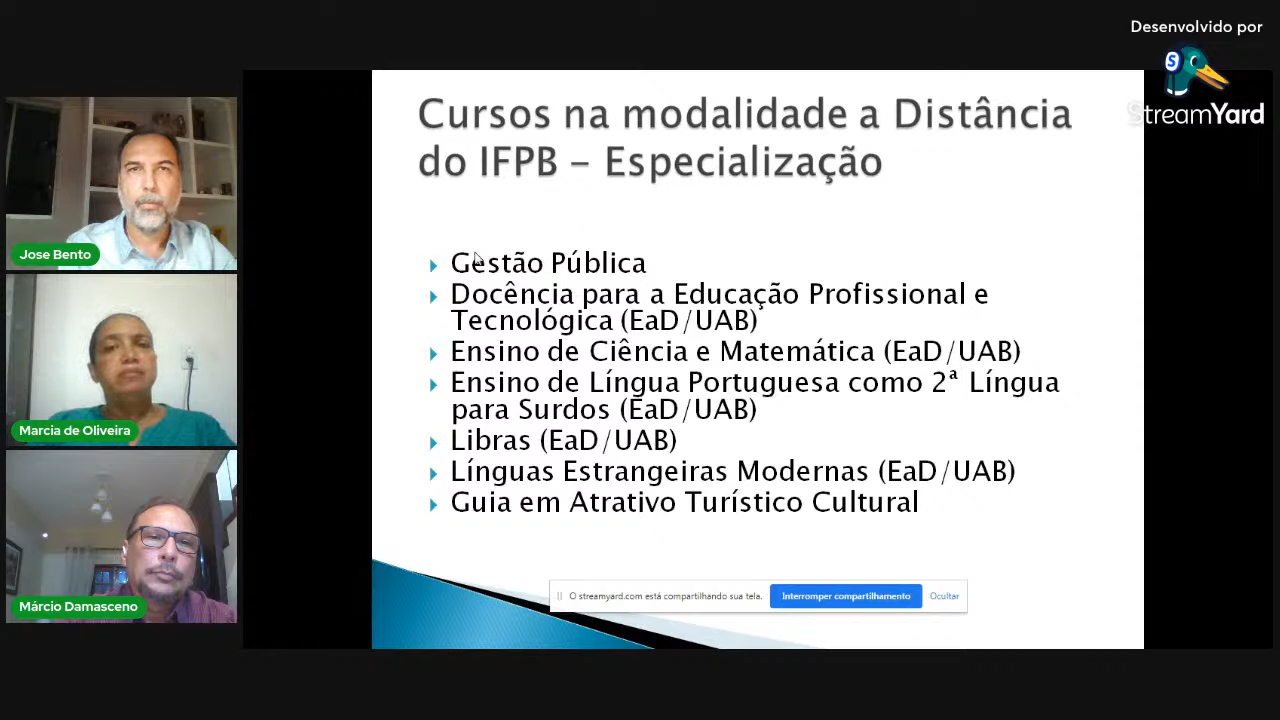 Desenvolvido por
StreamYard
Jose Bento
Marcia de Oliveira
Márcio Damasceno
Cursos na modalidade a Distância
do IFPB – Especialização
Gestão Pública
Docência para a Educação Profissional e
Tecnológica (EaD/UAB)
Ensino de Ciência e Matemática (EaD/UAB)
Ensino de Língua Portuguesa como 2ª Língua
para Surdos (EaD/UAB)
Libras (EaD/UAB)
Línguas Estrangeiras Modernas (EaD/UAB)
Guia em Atrativo Turístico Cultural
O streamyard.com está compartilhando sua tela.
Interromper compartilhamento
Ocultar